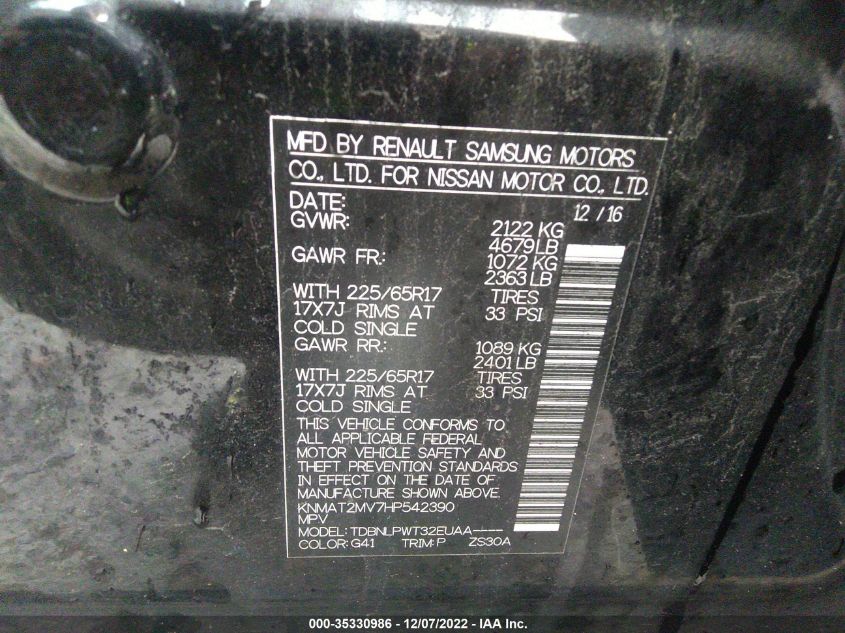 MFD BY RENAULT SAMSUNG MOTORS
CO., LTD. FOR NISSAN MOTOR CO., LTD.
DATE: 12 / 16
GVWR: 2122 KG
4679 LB
GAWR FR.: 1072 KG
2363 LB
WITH 225/65R17 TIRES
17X7J RIMS AT 33 PSI
COLD SINGLE
GAWR RR.: 1089 KG
2401 LB
WITH 225/65R17 TIRES
17X7J RIMS AT 33 PSI
COLD SINGLE
THIS VEHICLE CONFORMS TO
ALL APPLICABLE FEDERAL
MOTOR VEHICLE SAFETY AND
THEFT PREVENTION STANDARDS
IN EFFECT ON THE DATE OF
MANUFACTURE SHOWN ABOVE.
KNMAT2MV7HP542390
MPV
MODEL: TDBNLPWT32EUAA----
COLOR: G41 TRIM: P ZS30A
000-35330986 - 12/07/2022 - IAA Inc.